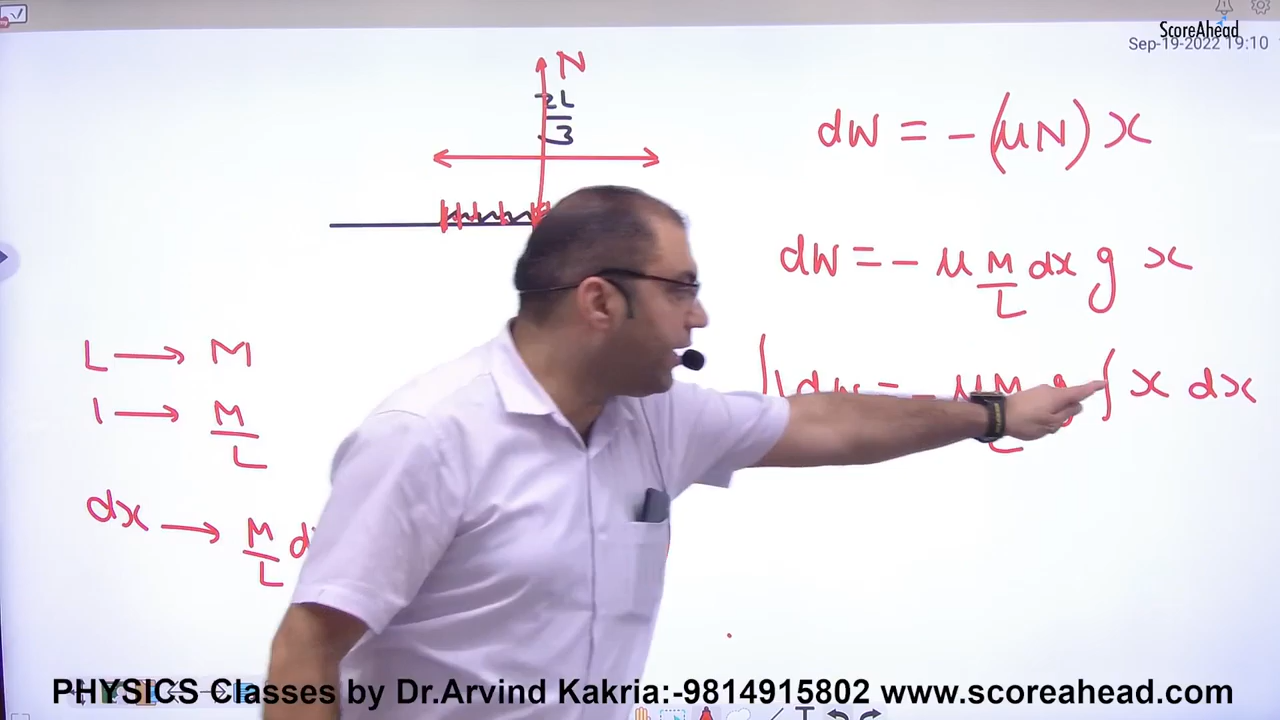 ScoreAhead
Sep-19-2022 19:10
N
2L
3
dW = -(μN) x
dW = - μ M/L dx g x
L → M
∫ dW = - μ M/L g ∫ x dx
1 → M/L
dx → M/L
PHYSICS Classes by Dr.Arvind Kakria:-9814915802 www.scoreahead.com